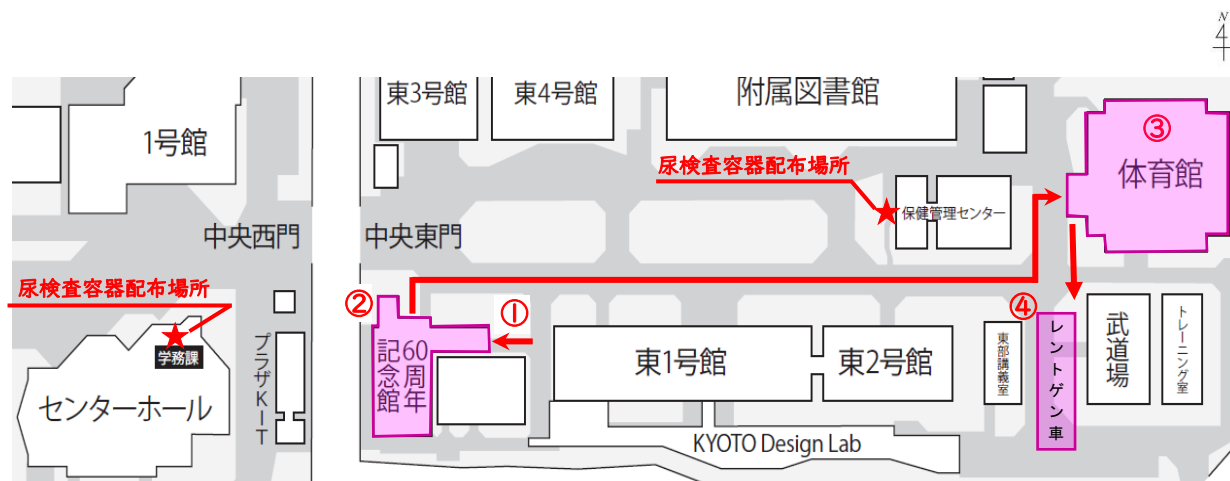 N
東3号館
東4号館
附属図書館
③
体育館
1号館
尿検査容器配布場所
保健管理センター
中央西門
中央東門
尿検査容器配布場所
学務課
センターホール
プラザKIT
②
①
60周年
記念館
東1号館
東2号館
東部講義室
④
レントゲン車
武道場
トレーニング室
KYOTO Design Lab